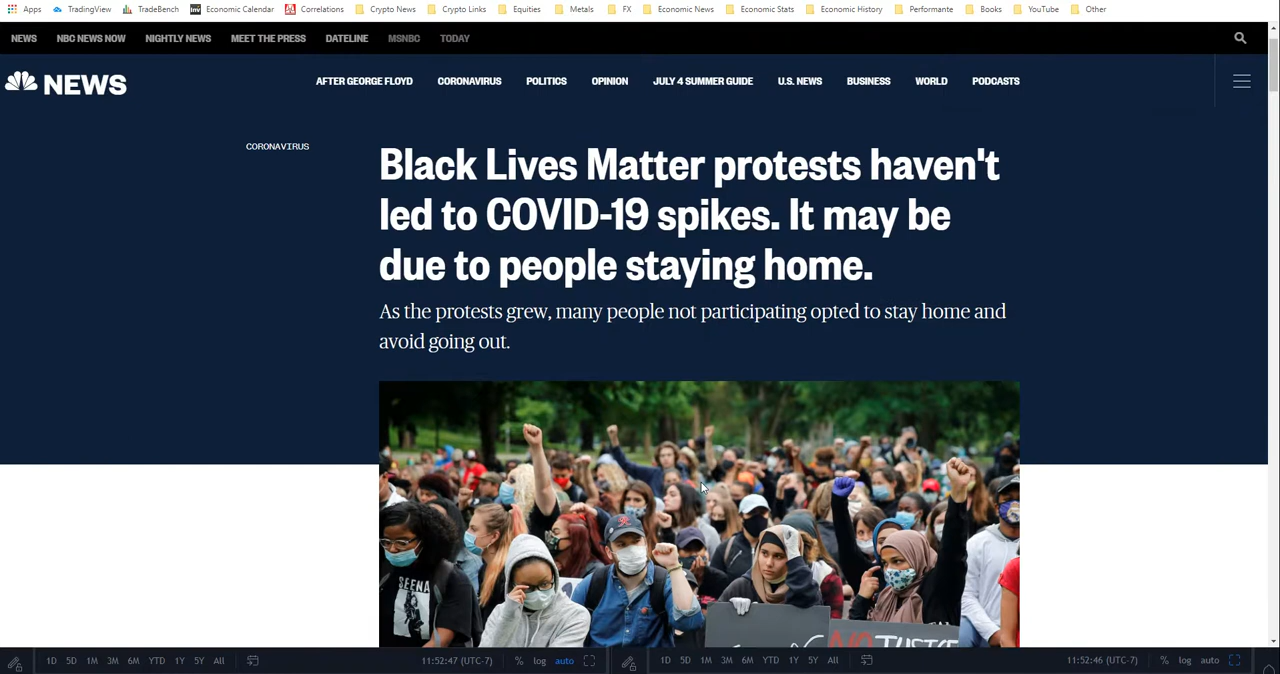 Apps TradingView TradeBench Economic Calendar Correlations Crypto News Crypto Links Equities Metals FX Economic News Economic Stats Economic History Performante Books YouTube Other
NEWS NBC NEWS NOW NIGHTLY NEWS MEET THE PRESS DATELINE MSNBC TODAY
NEWS AFTER GEORGE FLOYD CORONAVIRUS POLITICS OPINION JULY 4 SUMMER GUIDE U.S. NEWS BUSINESS WORLD PODCASTS
CORONAVIRUS
Black Lives Matter protests haven't
led to COVID-19 spikes. It may be
due to people staying home.
As the protests grew, many people not participating opted to stay home and
avoid going out.
SEENA
NO JUSTICE
1D 5D 1M 3M 6M YTD 1Y 5Y All 11:52:47 (UTC-7) % log auto 1D 5D 1M 3M 6M YTD 1Y 5Y All 11:52:46 (UTC-7) % log auto